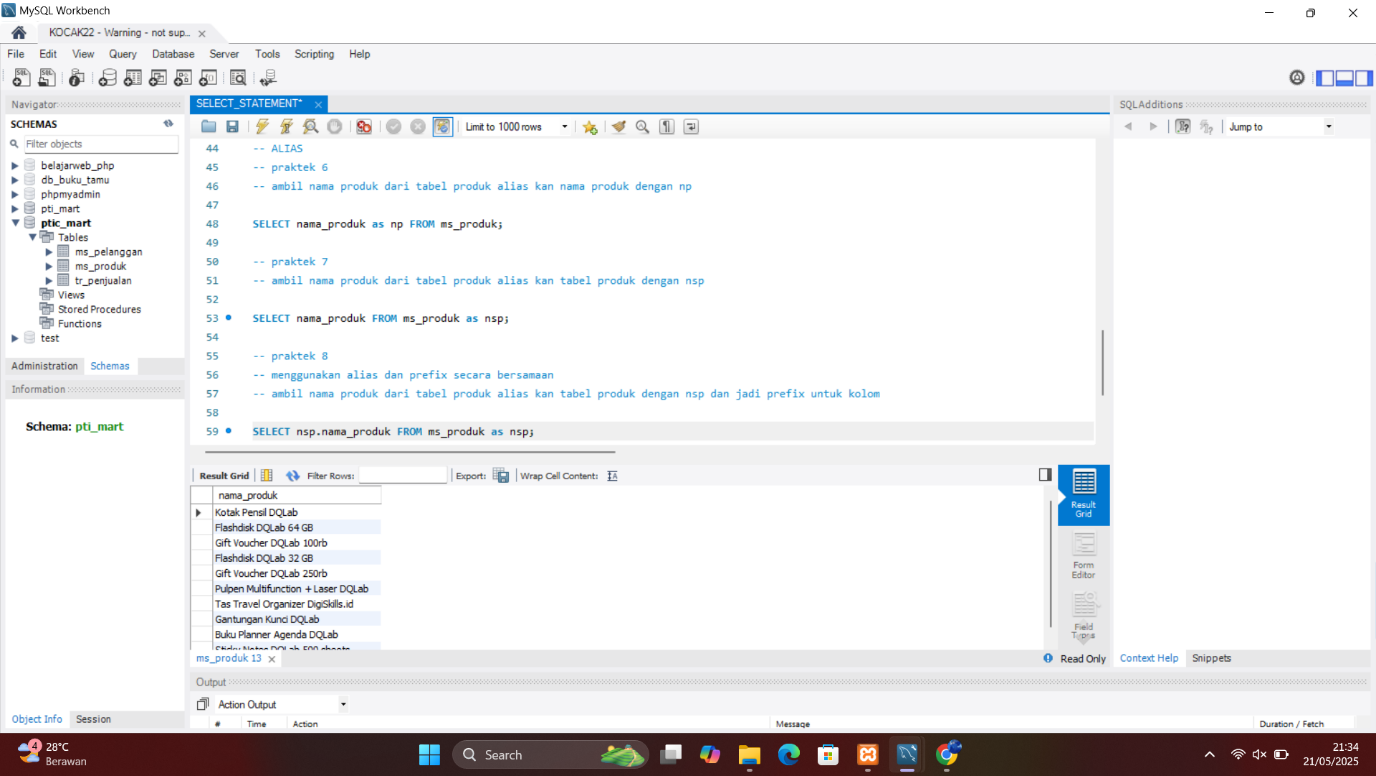 MySQL Workbench
KOCAK22 - Warning - not sup...
File Edit View Query Database Server Tools Scripting Help
Navigator
SCHEMAS
Filter objects
belajarweb_php
db_buku_tamu
phpmyadmin
pti_mart
ptic_mart
Tables
ms_pelanggan
ms_produk
tr_penjualan
Views
Stored Procedures
Functions
test
Administration Schemas
Information
Schema: pti_mart
Object Info Session
SELECT_STATEMENT*
Limit to 1000 rows
44 -- ALIAS
45 -- praktek 6
46 -- ambil nama produk dari tabel produk alias kan nama produk dengan np
47
48 SELECT nama_produk as np FROM ms_produk;
49
50 -- praktek 7
51 -- ambil nama produk dari tabel produk alias kan tabel produk dengan nsp
52
53 SELECT nama_produk FROM ms_produk as nsp;
54
55 -- praktek 8
56 -- menggunakan alias dan prefix secara bersamaan
57 -- ambil nama produk dari tabel produk alias kan tabel produk dengan nsp dan jadi prefix untuk kolom
58
59 SELECT nsp.nama_produk FROM ms_produk as nsp;
Result Grid Filter Rows: Export: Wrap Cell Content:
nama_produk
Kotak Pensil DQLab
Flashdisk DQLab 64 GB
Gift Voucher DQLab 100rb
Flashdisk DQLab 32 GB
Gift Voucher DQLab 250rb
Pulpen Multifunction + Laser DQLab
Tas Travel Organizer DigiSkills.id
Gantungan Kunci DQLab
Buku Planner Agenda DQLab
Sticky Notes DQLab 500 sheets
Result
Grid
Form
Editor
Field
Types
ms_produk 13
Read Only
Output
Action Output
# Time Action Message Duration / Fetch
SQLAdditions
Jump to
Context Help Snippets
4
28°C
Berawan
Search
21:34
21/05/2025